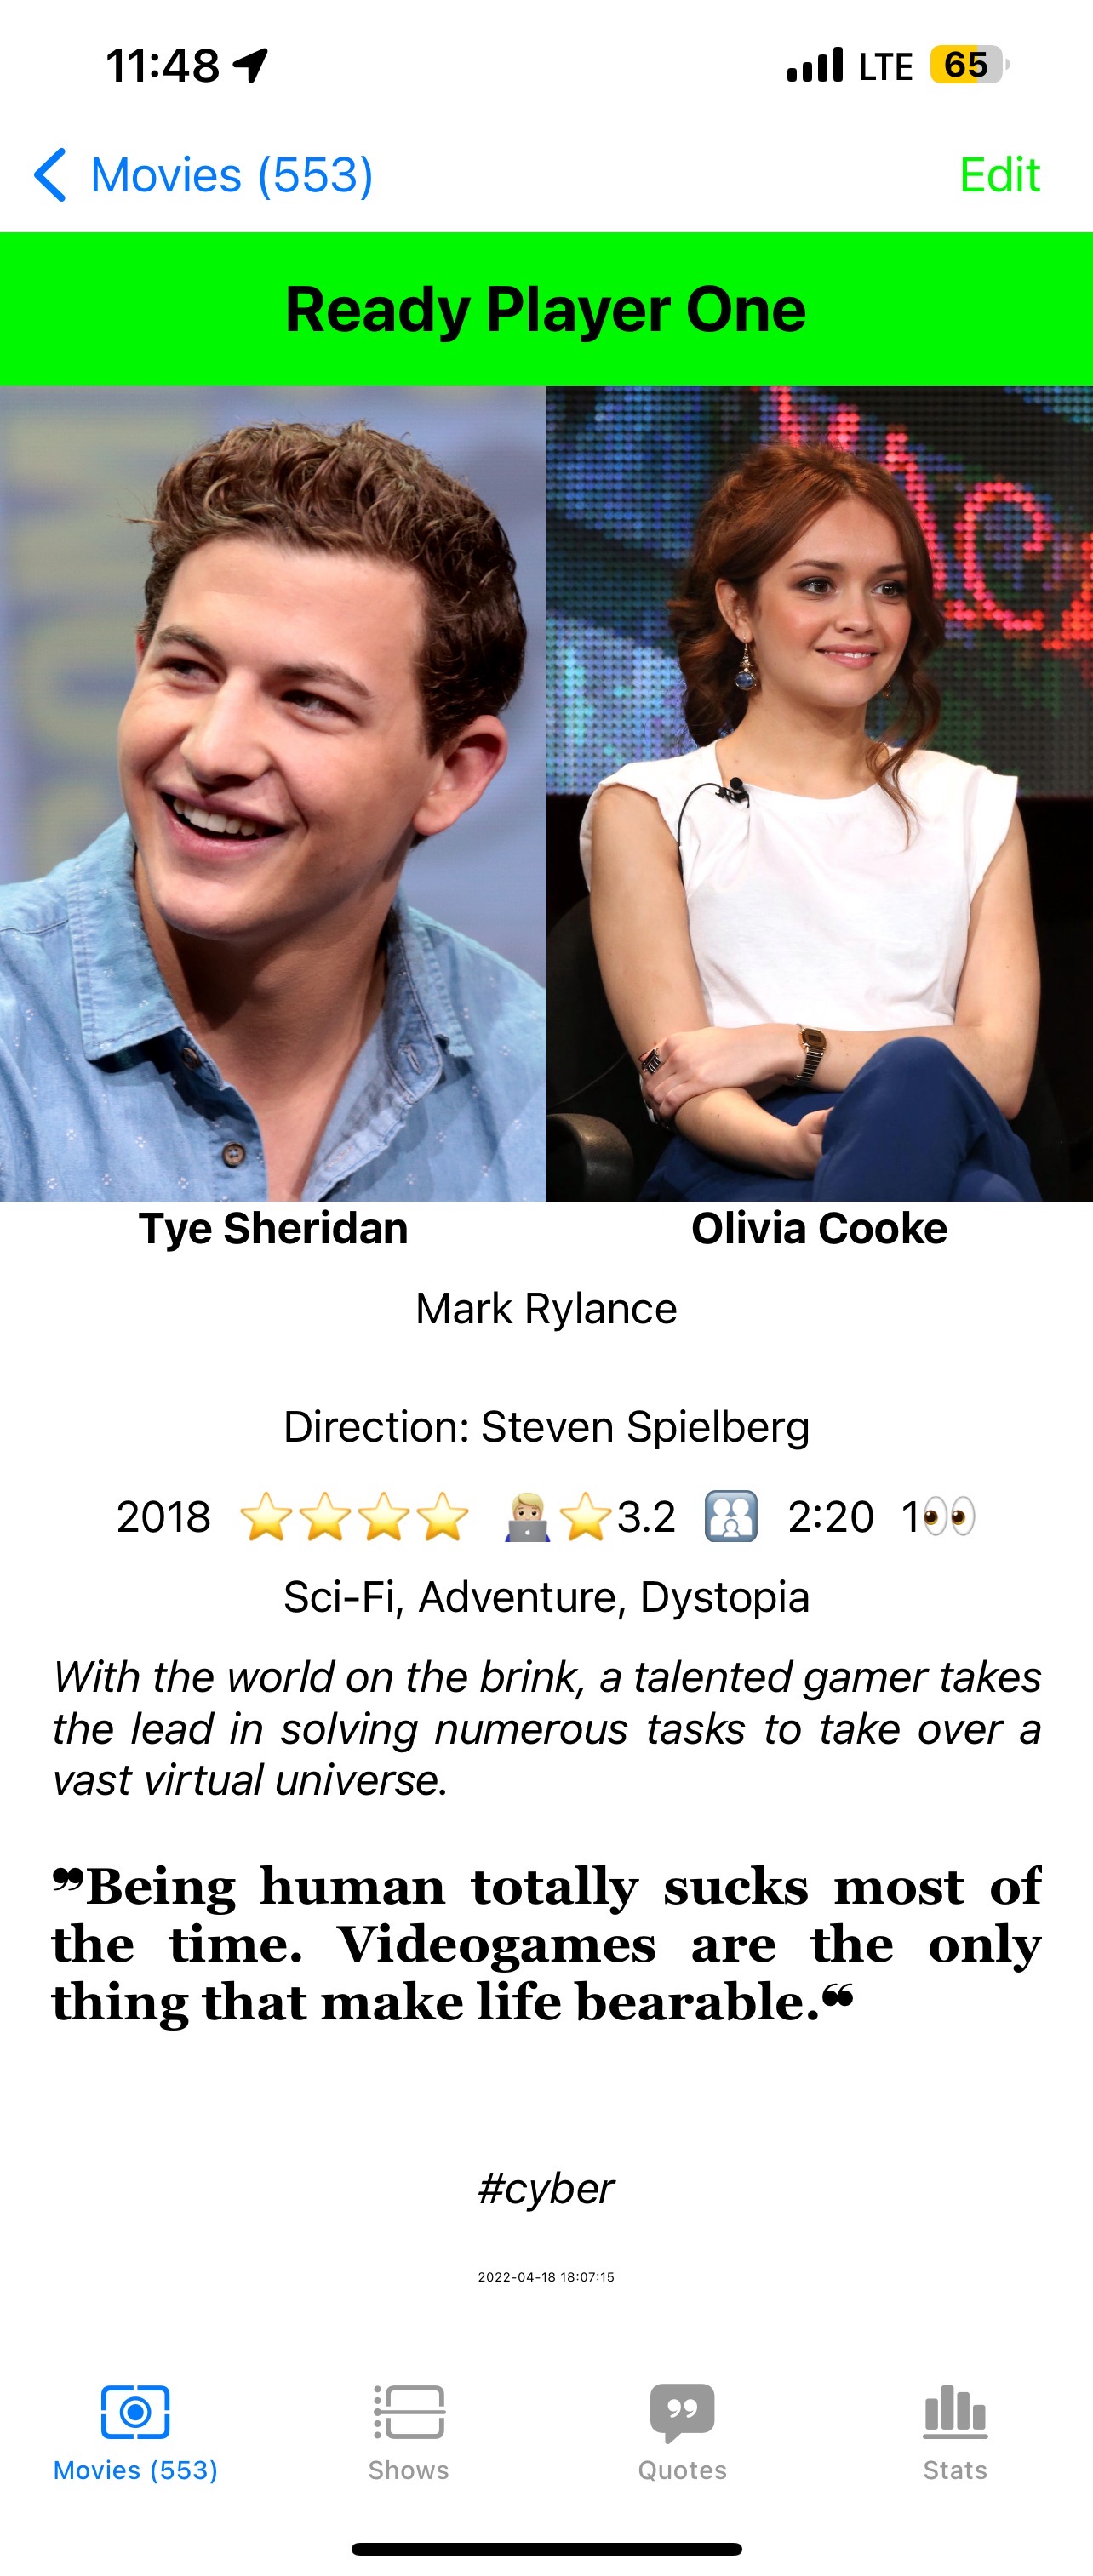 11:48 LTE 65
Movies (553) Edit
Ready Player One
Tye Sheridan Olivia Cooke
Mark Rylance
Direction: Steven Spielberg
2018 ⭐⭐⭐⭐ 🧑🏼‍💻⭐3.2 👨‍👩‍👦 2:20 1👀
Sci-Fi, Adventure, Dystopia
With the world on the brink, a talented gamer takes
the lead in solving numerous tasks to take over a
vast virtual universe.
❞Being human totally sucks most of
the time. Videogames are the only
thing that make life bearable.❝
#cyber
2022-04-18 18:07:15
Movies (553) Shows Quotes Stats